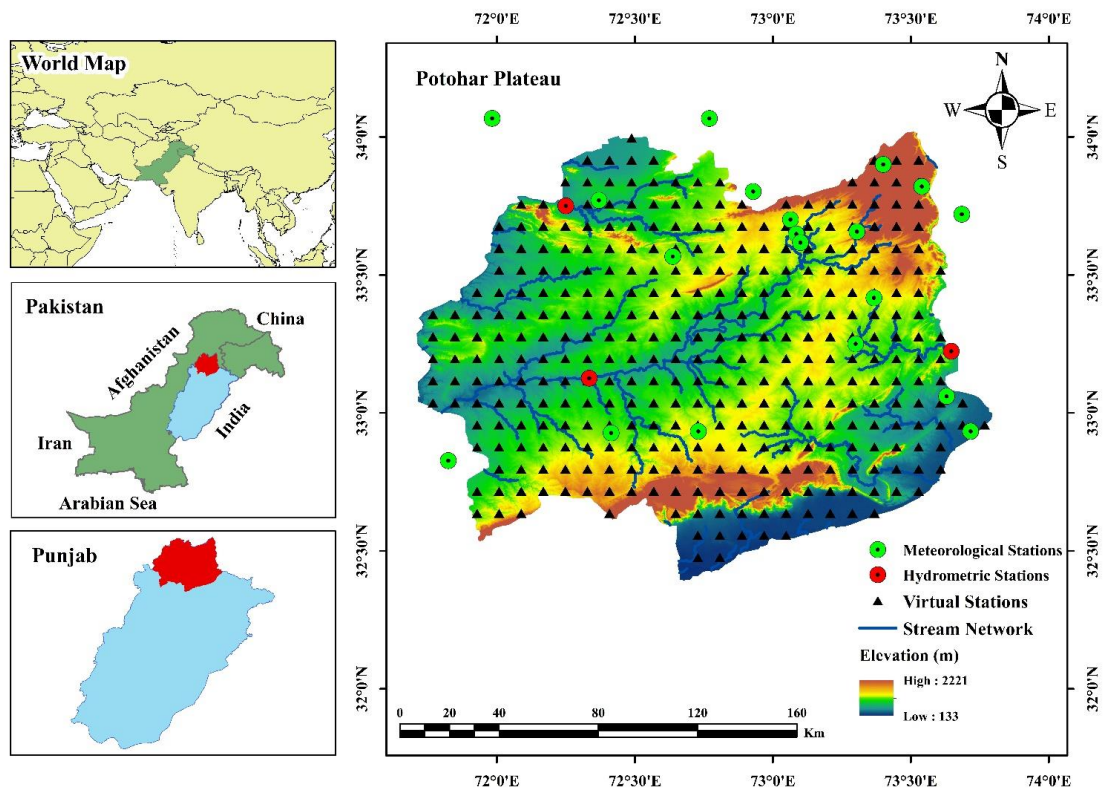 World Map
Pakistan
China
Afghanistan
India
Iran
Arabian Sea
Punjab
72°0'E 72°30'E 73°0'E 73°30'E 74°0'E
Potohar Plateau
N
W E
S
34°0'N 34°0'N
33°30'N 33°30'N
33°0'N 33°0'N
32°30'N 32°30'N
32°0'N 32°0'N
Meteorological Stations
Hydrometric Stations
Virtual Stations
Stream Network
Elevation (m)
High : 2221
Low : 133
0 20 40 80 120 160
Km
72°0'E 72°30'E 73°0'E 73°30'E 74°0'E